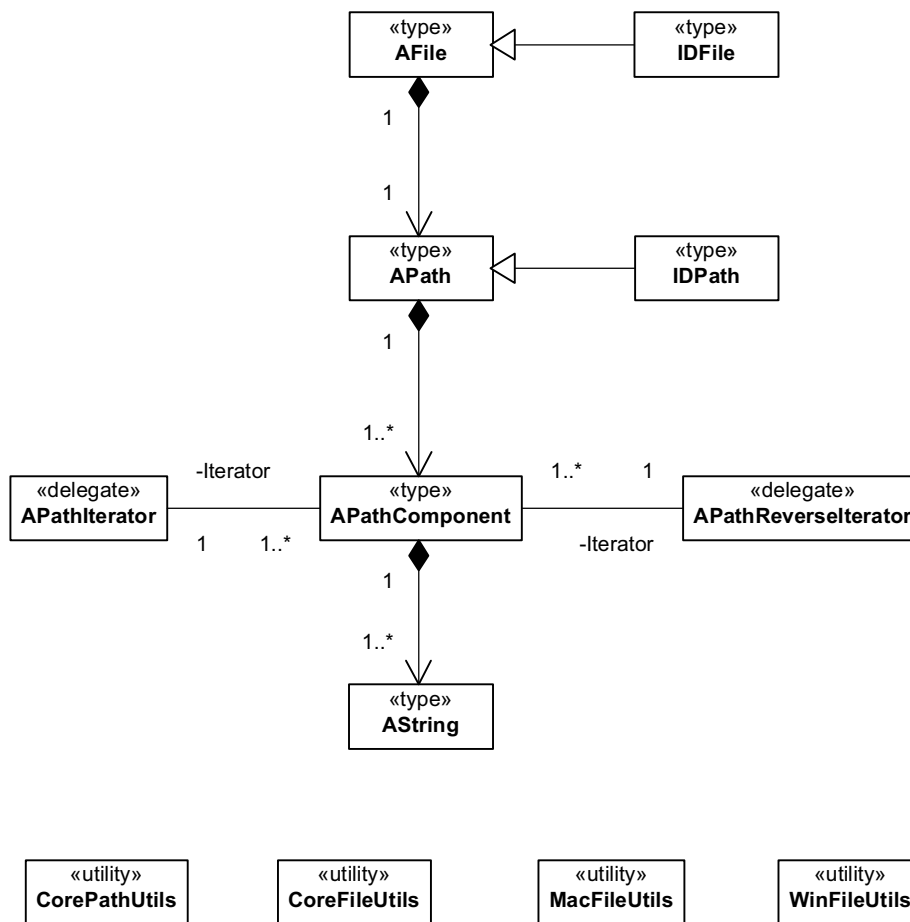 «type»
AFile
«type»
IDFile
1
1
«type»
APath
«type»
IDPath
1
1..*
-Iterator
1..* 1
«delegate»
APathIterator
«type»
APathComponent
«delegate»
APathReverseIterator
1 1..*
-Iterator
1
1..*
«type»
AString
«utility»
CorePathUtils
«utility»
CoreFileUtils
«utility»
MacFileUtils
«utility»
WinFileUtils